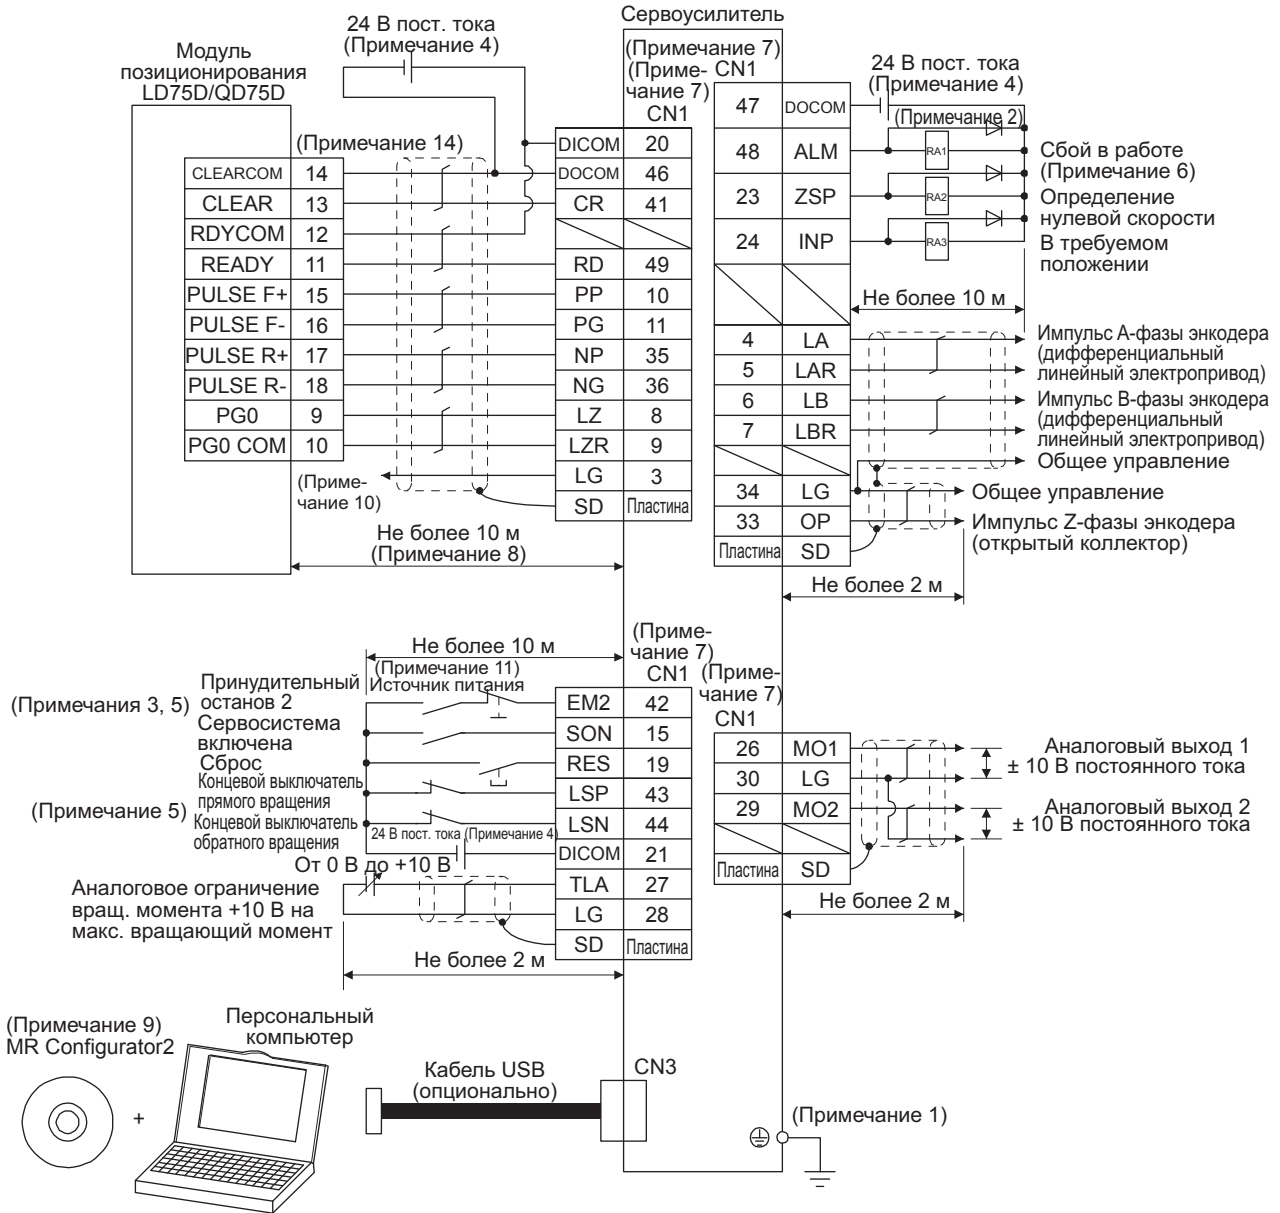 Сервоусилитель
24 В пост. тока
(Примечание 4)
Модуль
позиционирования
LD75D/QD75D
(Примечание 14)
CLEARCOM 14
CLEAR 13
RDYCOM 12
READY 11
PULSE F+ 15
PULSE F- 16
PULSE R+ 17
PULSE R- 18
PG0 9
PG0 COM 10
(Приме-
чание 10)
Не более 10 м
(Примечание 8)
(Приме-
чание 7)
CN1
DICOM 20
DOCOM 46
CR 41
RD 49
PP 10
PG 11
NP 35
NG 36
LZ 8
LZR 9
LG 3
SD Пластина
(Примечание 7)
CN1
47 DOCOM
48 ALM
23 ZSP
24 INP
4 LA
5 LAR
6 LB
7 LBR
34 LG
33 OP
Пластина SD
24 В пост. тока
(Примечание 4)
(Примечание 2)
RA1
RA2
RA3
Сбой в работе
(Примечание 6)
Определение
нулевой скорости
В требуемом
положении
Не более 10 м
Импульс А-фазы энкодера
(дифференциальный
линейный электропривод)
Импульс В-фазы энкодера
(дифференциальный
линейный электропривод)
Общее управление
Общее управление
Импульс Z-фазы энкодера
(открытый коллектор)
Не более 2 м
Не более 10 м
(Примечание 11)
Источник питания
(Примечания 3, 5)
Принудительный
останов 2
Сервосистема
включена
Сброс
Концевой выключатель
прямого вращения
(Примечание 5)
Концевой выключатель
обратного вращения
24 В пост. тока (Примечание 4)
От 0 В до +10 В
Аналоговое ограничение
вращ. момента +10 В на
макс. вращающий момент
Не более 2 м
(Приме-
чание 7)
CN1
EM2 42
SON 15
RES 19
LSP 43
LSN 44
DICOM 21
TLA 27
LG 28
SD Пластина
(Приме-
чание 7)
CN1
26 MO1
30 LG
29 MO2
Пластина SD
Аналоговый выход 1
± 10 В постоянного тока
Аналоговый выход 2
± 10 В постоянного тока
Не более 2 м
(Примечание 9)
MR Configurator2
+
Персональный
компьютер
Кабель USB
(опционально)
CN3
(Примечание 1)